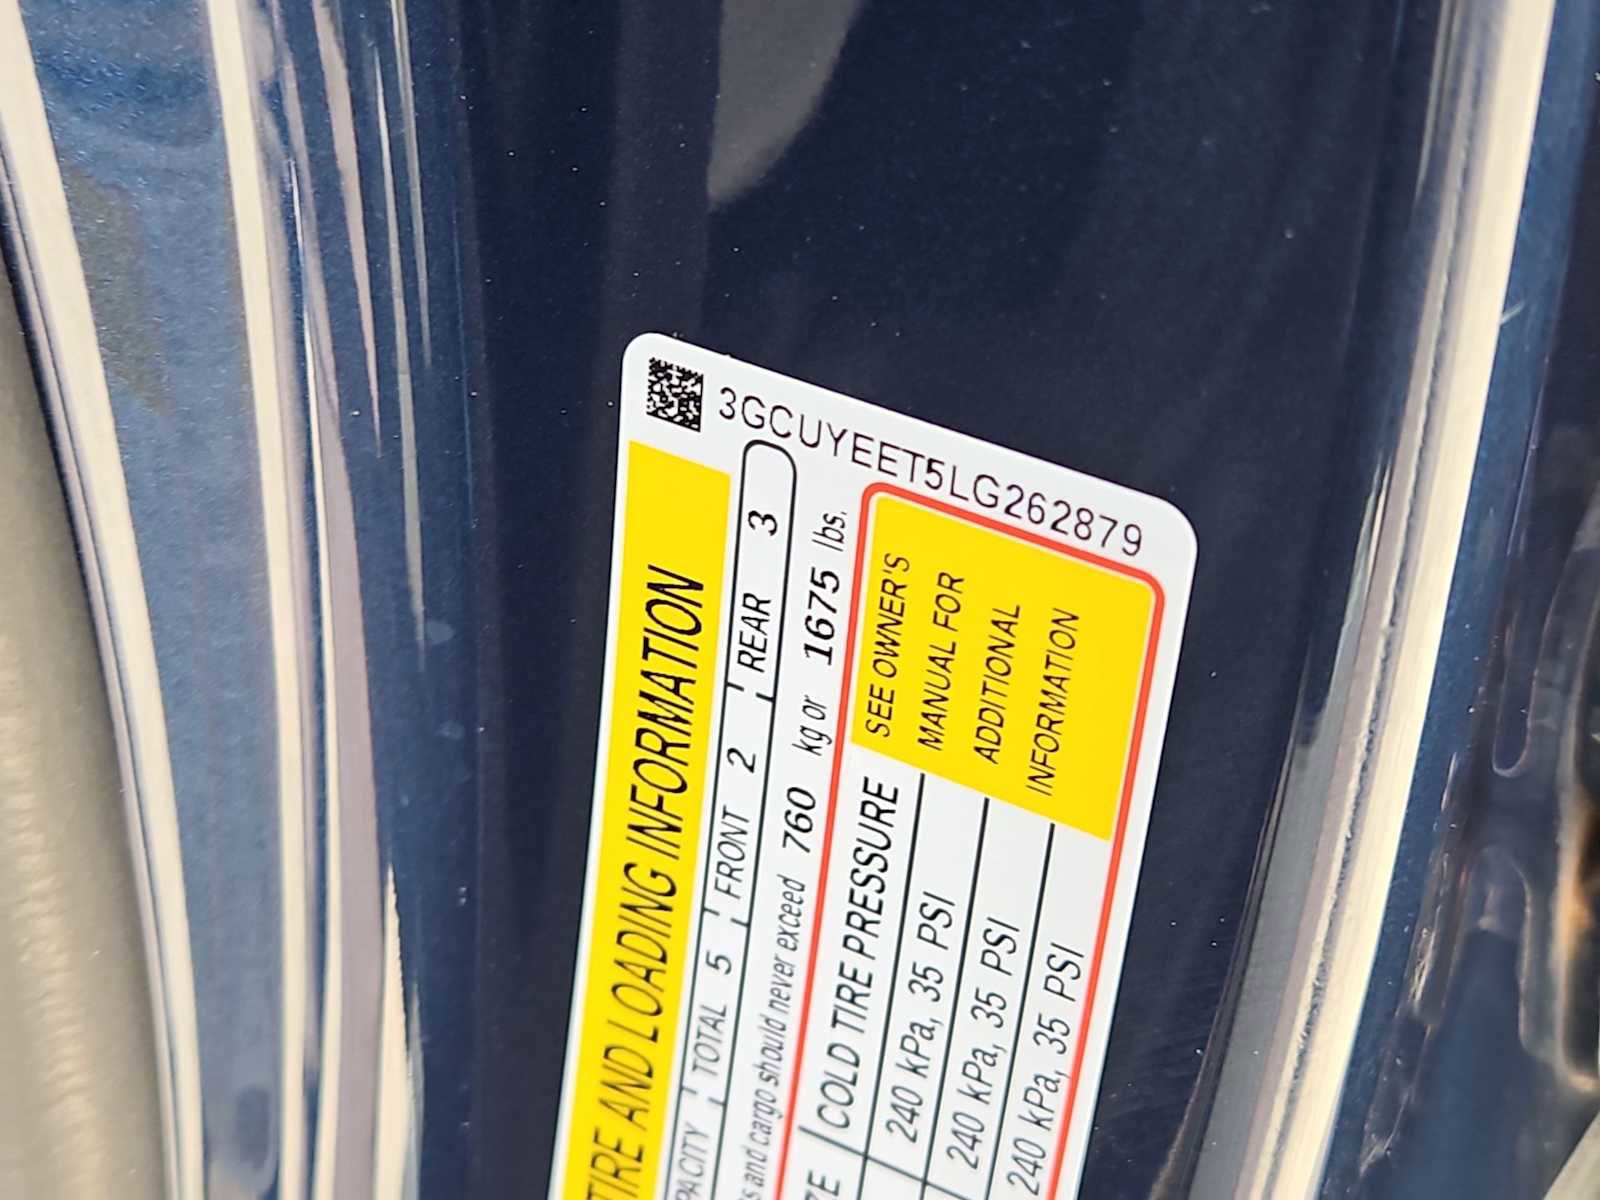 3GCUYEET5LG262879
TIRE AND LOADING INFORMATION
TOTAL 5 FRONT 2 REAR 3
and cargo should never exceed 760 kg or 1675 lbs.
COLD TIRE PRESSURE
240 kPa, 35 PSI
240 kPa, 35 PSI
240 kPa, 35 PSI
SEE OWNER'S
MANUAL FOR
ADDITIONAL
INFORMATION